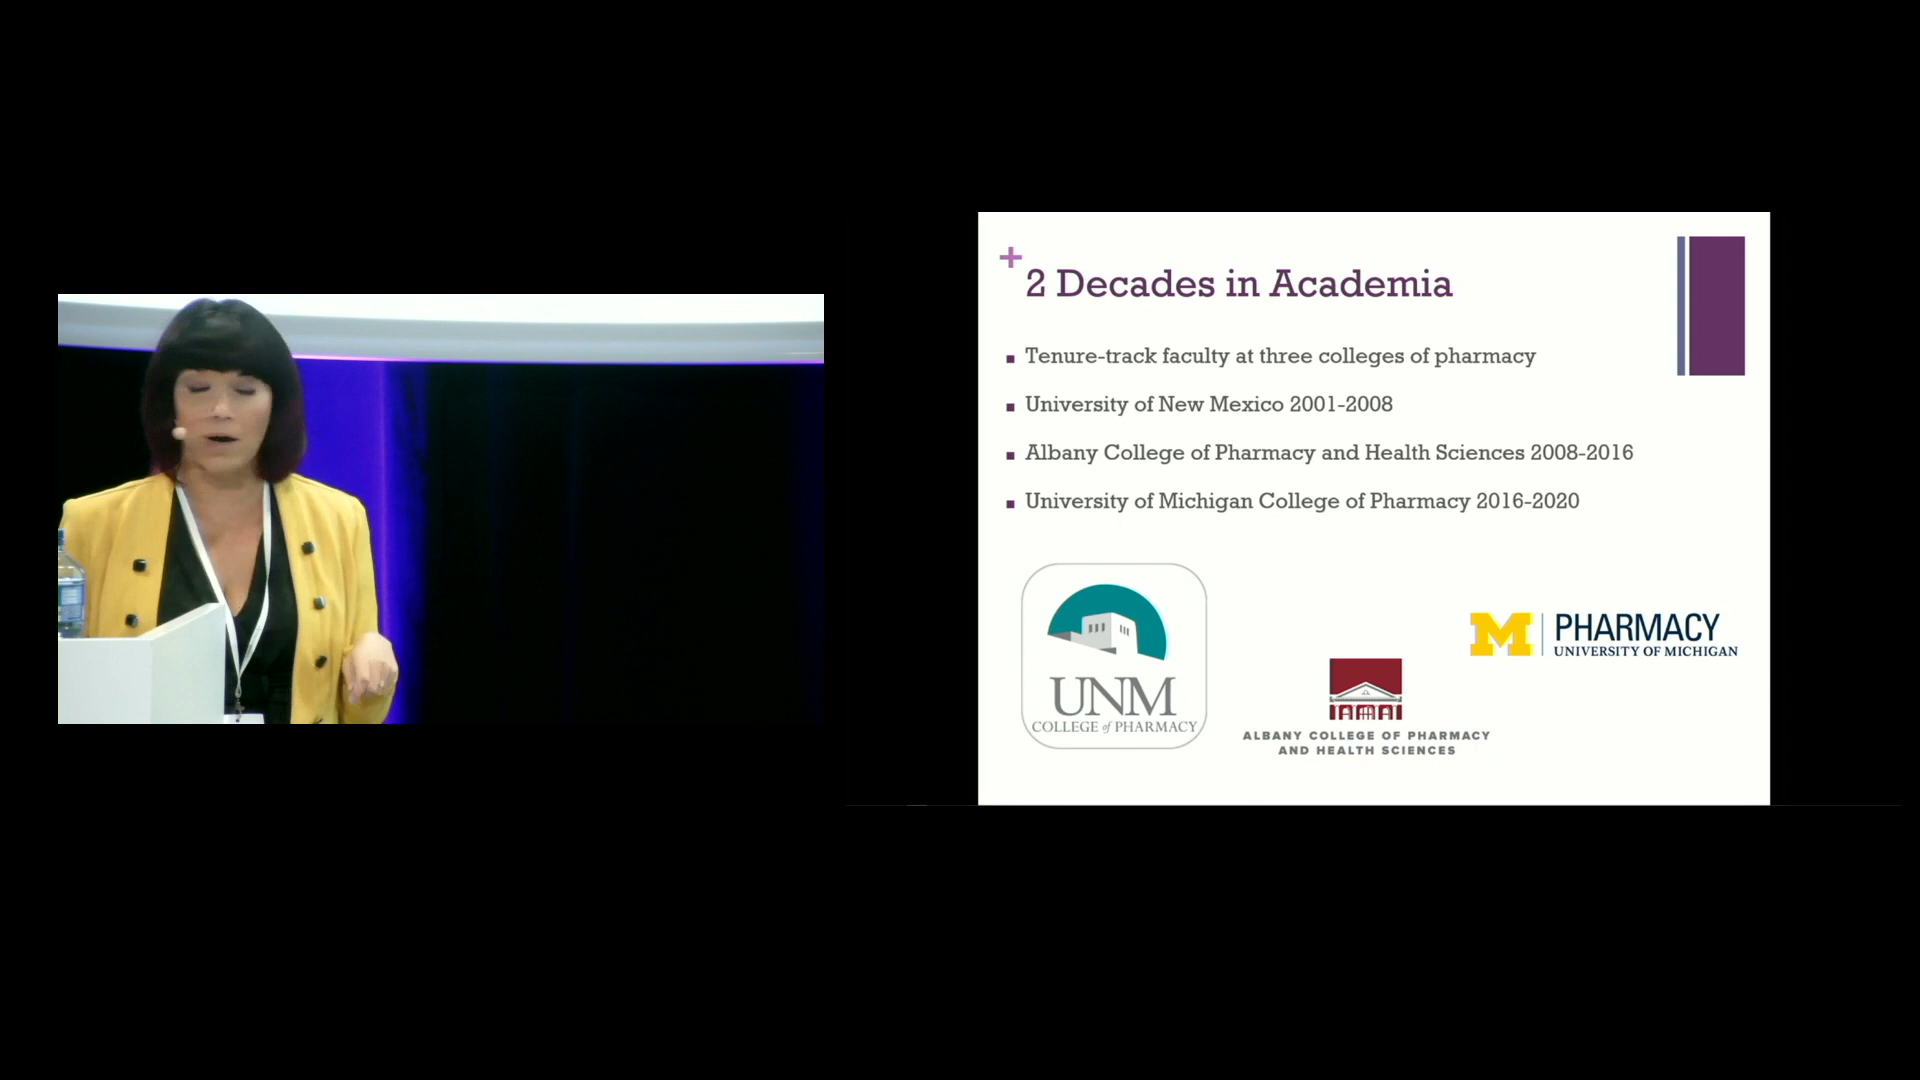 +
2 Decades in Academia
Tenure-track faculty at three colleges of pharmacy
University of New Mexico 2001-2008
Albany College of Pharmacy and Health Sciences 2008-2016
University of Michigan College of Pharmacy 2016-2020
UNM
COLLEGE of PHARMACY
ALBANY COLLEGE OF PHARMACY
AND HEALTH SCIENCES
M PHARMACY
UNIVERSITY OF MICHIGAN